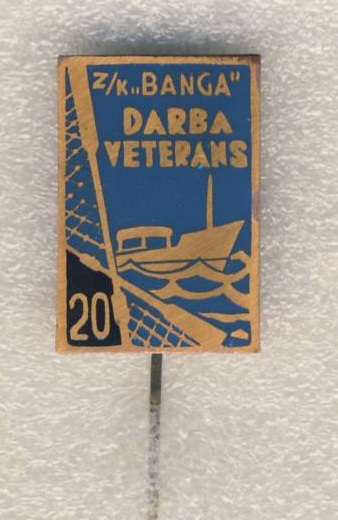 z/k „BANGA"
DARBA
VETERANS
20